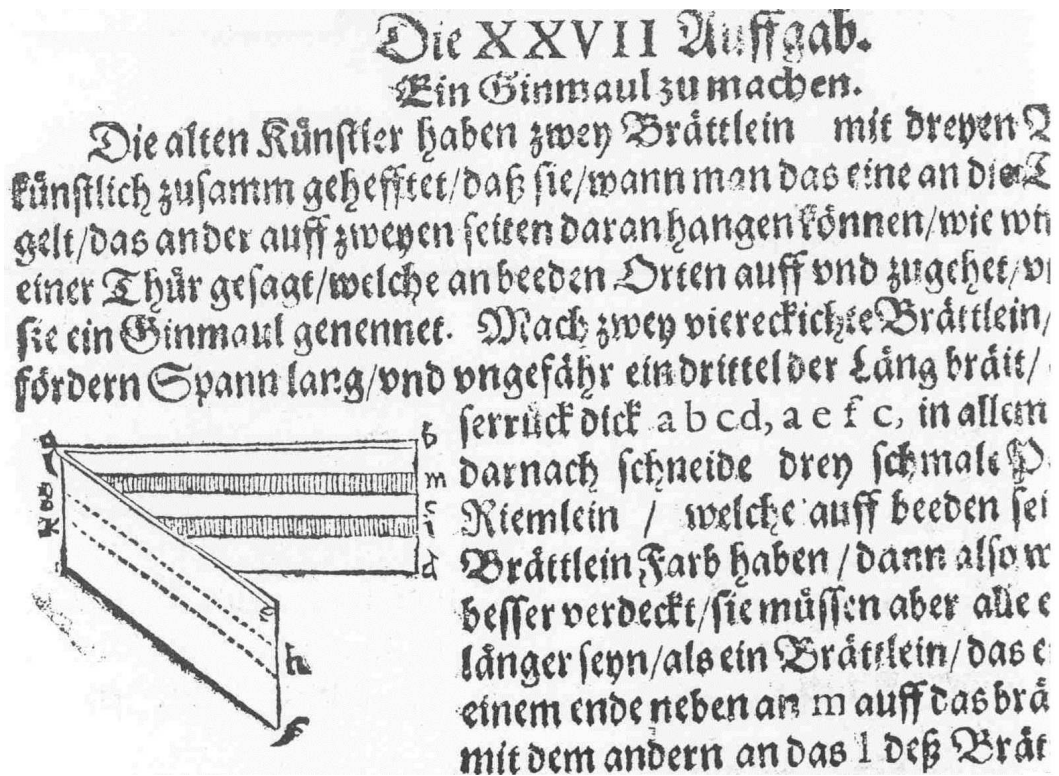 Die XXVII Auffgab.
Ein Ginmaul zu machen.
Die alten Künstler haben zwey Brättlein mit dreyen
künstlich zusamm gehefftet/daß sie/wann man das eine an die
gelt/das ander auff zweyen seiten daran hangen können/wie
einer Thür gesagt/welche an beeden Orten auff vnd zugehet/
sie ein Ginmaul genennet. Mach zwey viereckichte Brättlein/
fördern Spann lang/vnd vngefähr ein drittel der Läng bräit/
serruck dick a b c d, a e f c, in allem
darnach schneide drey schmale
Riemlein / welche auff beeden
Brättlein Farb haben / dann also
besser verdeckt/sie müssen aber alle
länger seyn/als ein Brättlein/das
einem ende neben an m auff das
mit dem andern an das l deß
b
m
c
i
d
g
k
e
h
f